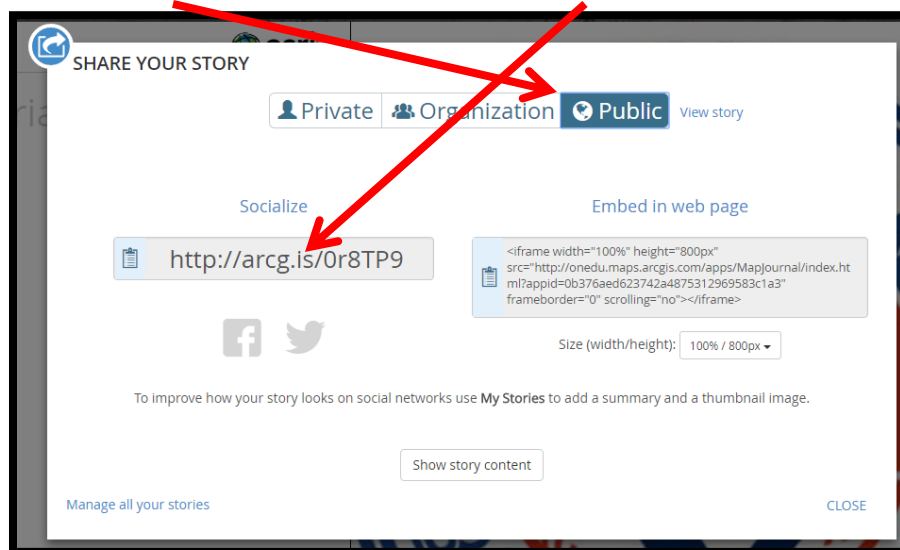 SHARE YOUR STORY
Private Organization Public View story
Socialize
Embed in web page
http://arcg.is/0r8TP9
<iframe width="100%" height="800px"
src="http://onedu.maps.arcgis.com/apps/MapJournal/index.ht
ml?appid=0b376aed623742a4875312969583c1a3"
frameborder="0" scrolling="no"></iframe>
Size (width/height): 100% / 800px
To improve how your story looks on social networks use My Stories to add a summary and a thumbnail image.
Show story content
Manage all your stories
CLOSE